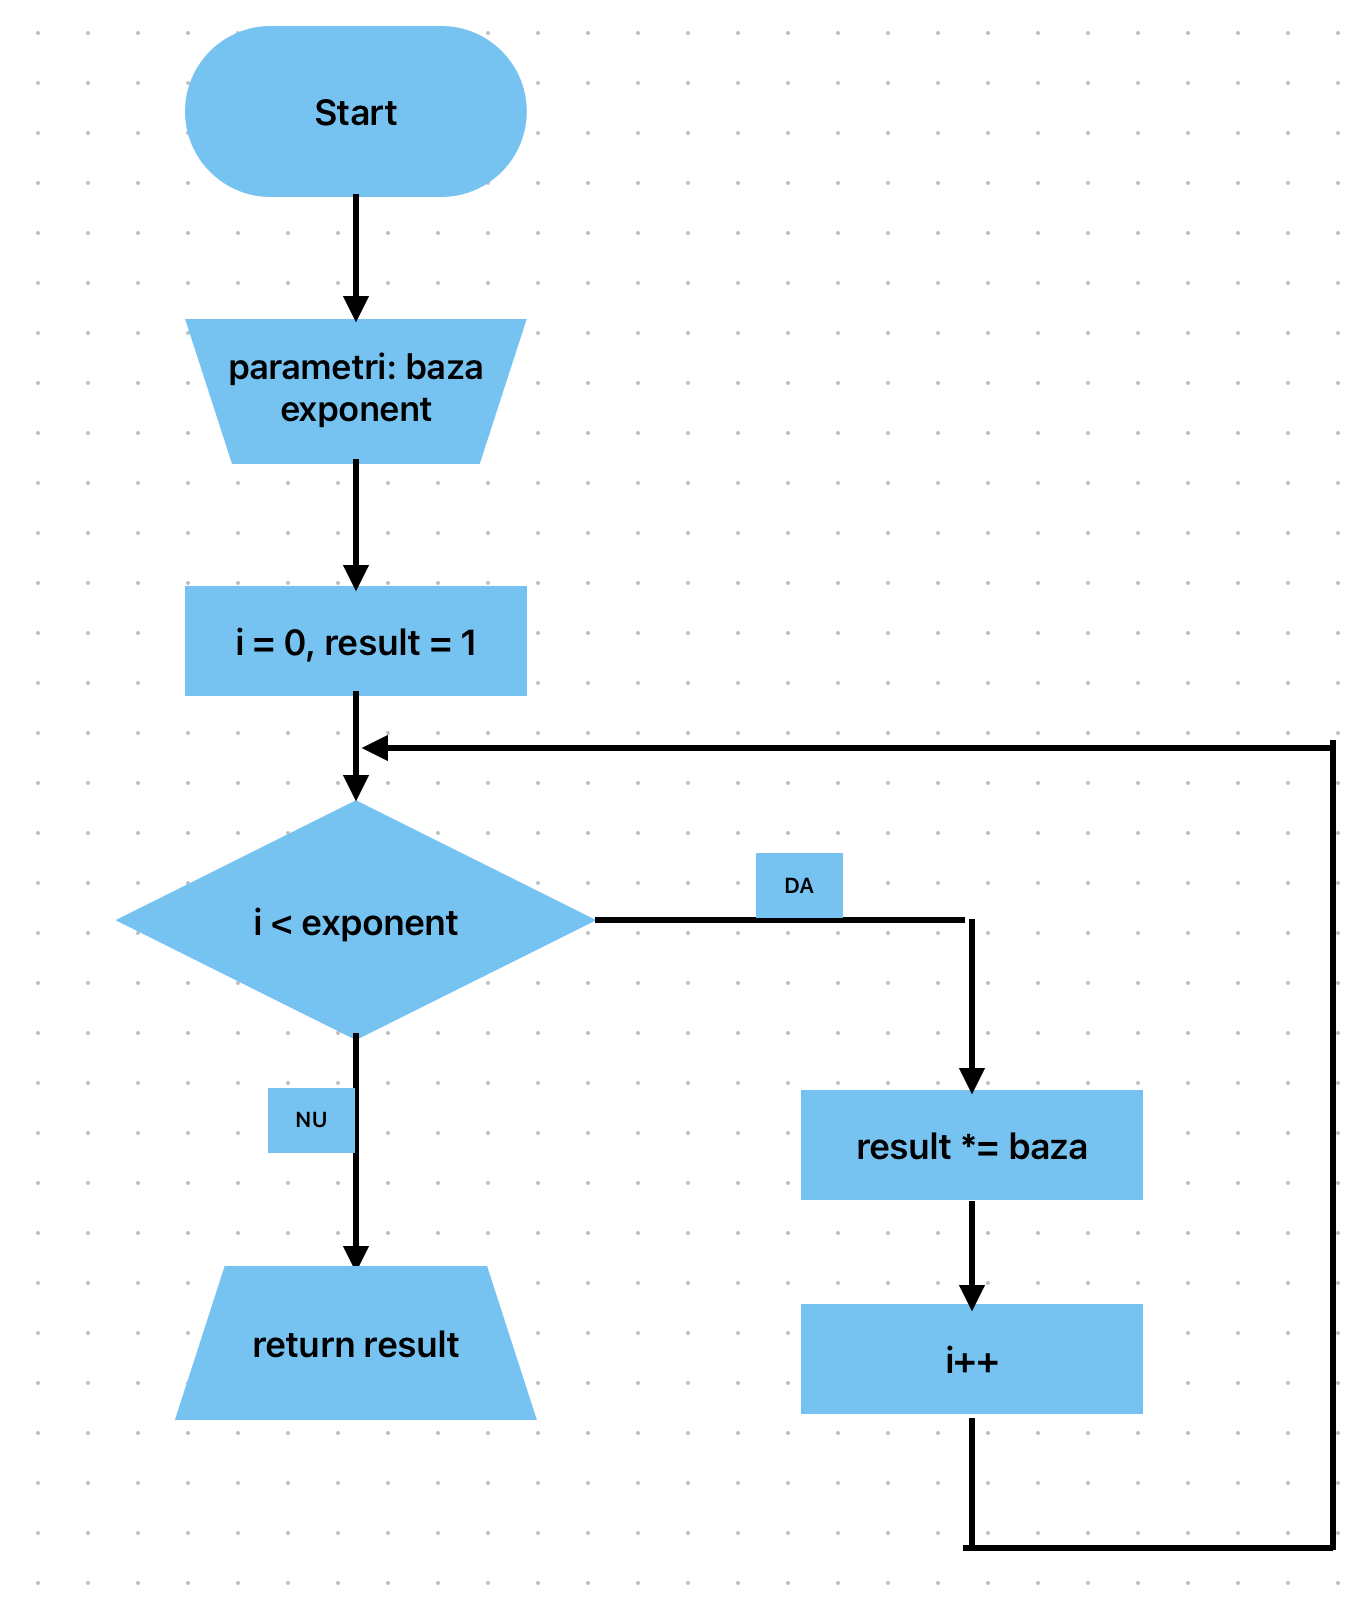 Start
parametri: baza
exponent
i = 0, result = 1
i < exponent
DA
NU
result *= baza
i++
return result